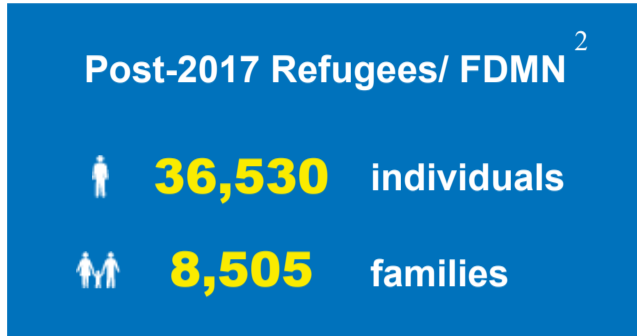 Post-2017 Refugees/ FDMN 2
36,530 individuals
8,505 families